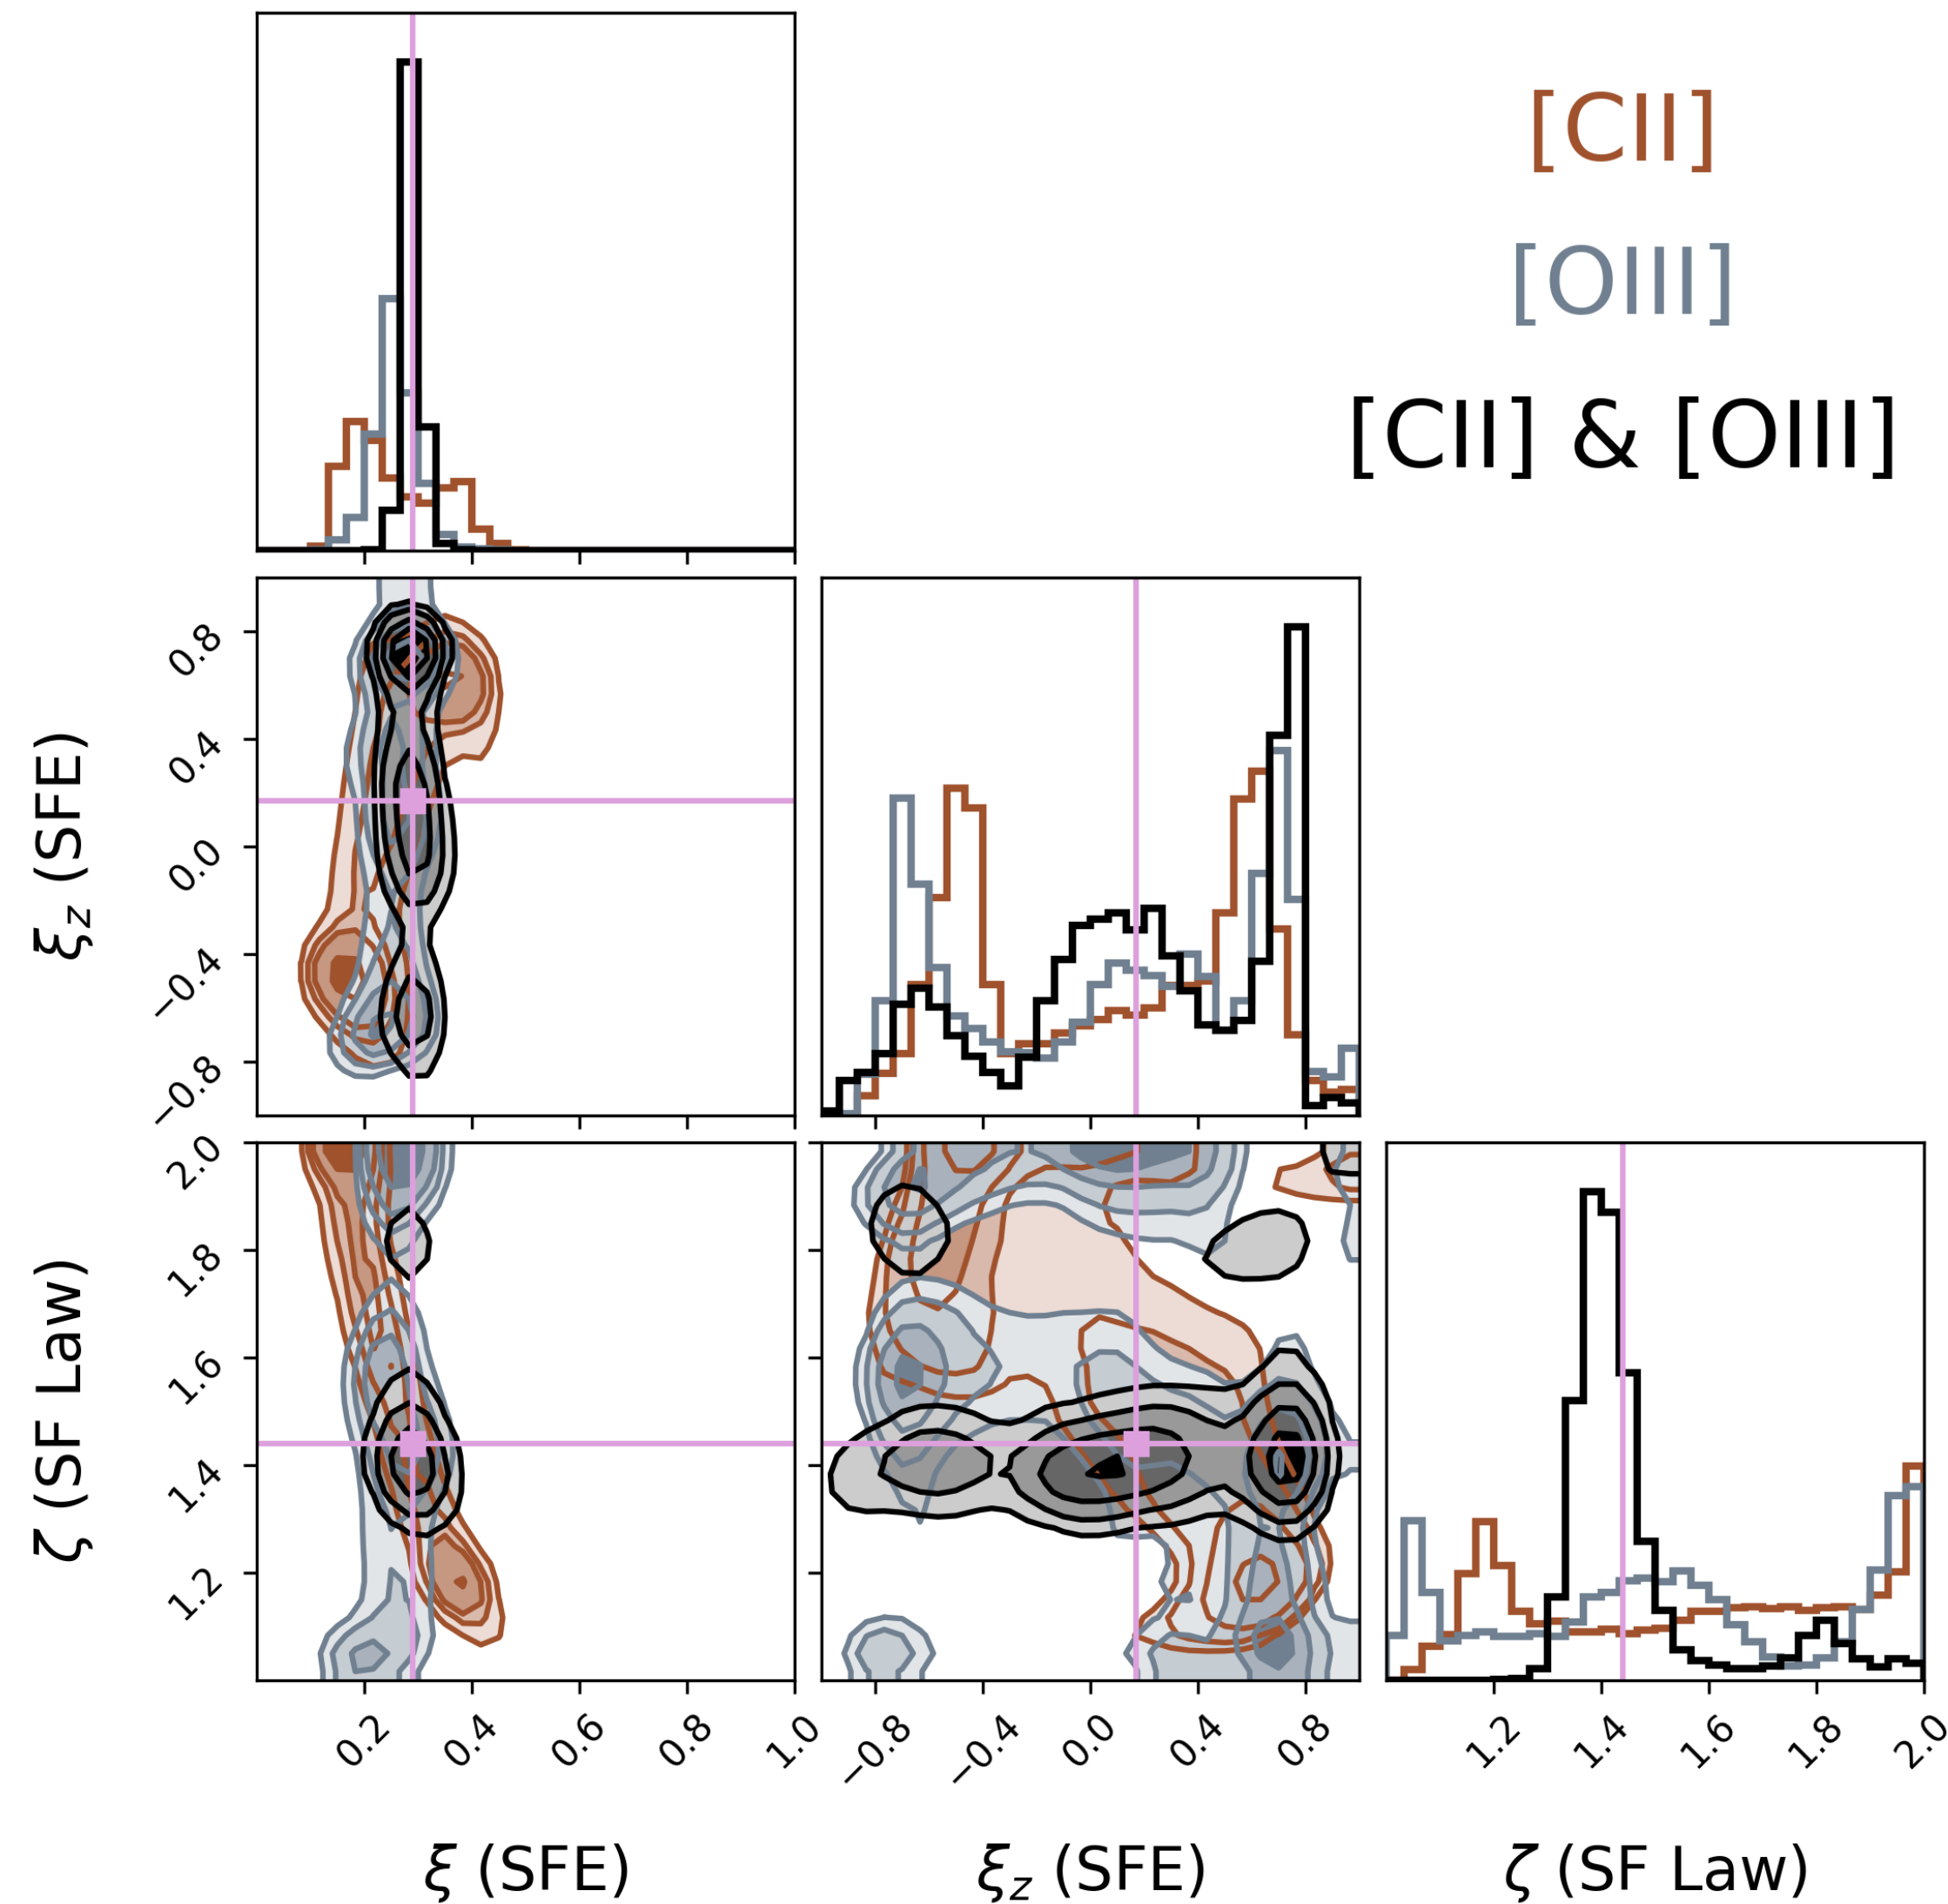 [CII]
[OIII]
[CII] & [OIII]
ξz (SFE)
0.8
0.4
0.0
−0.4
−0.8
ζ (SF Law)
2.0
1.8
1.6
1.4
1.2
0.2 0.4 0.6 0.8 1.0
−0.8 −0.4 0.0 0.4 0.8
1.2 1.4 1.6 1.8 2.0
ξ (SFE)
ξz (SFE)
ζ (SF Law)